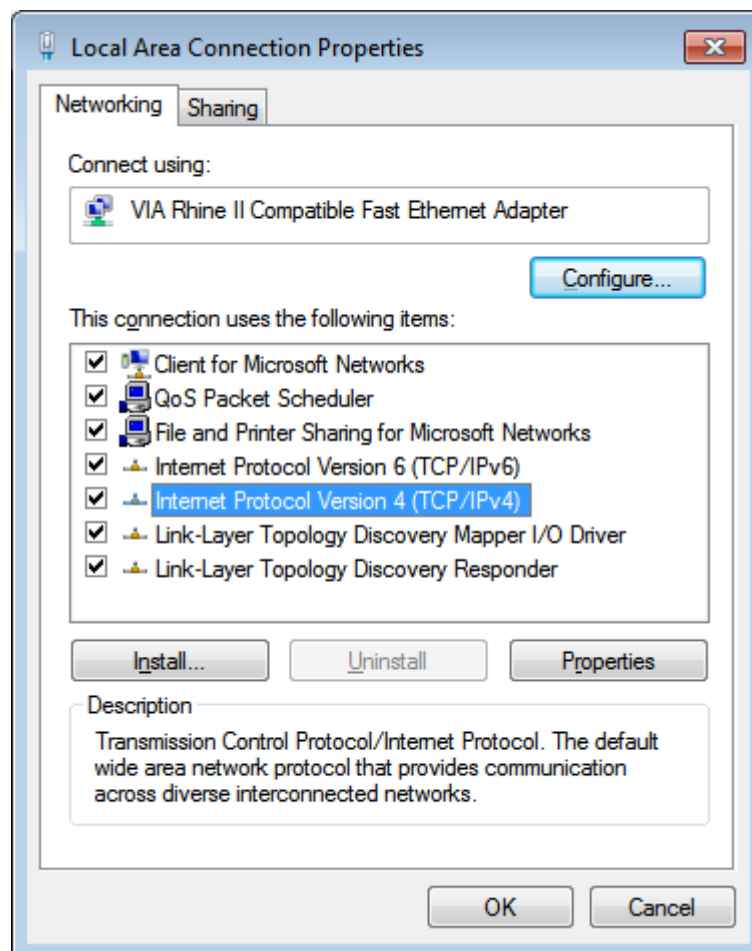 Local Area Connection Properties
Networking
Sharing
Connect using:
VIA Rhine II Compatible Fast Ethernet Adapter
Configure...
This connection uses the following items:
Client for Microsoft Networks
QoS Packet Scheduler
File and Printer Sharing for Microsoft Networks
Internet Protocol Version 6 (TCP/IPv6)
Internet Protocol Version 4 (TCP/IPv4)
Link-Layer Topology Discovery Mapper I/O Driver
Link-Layer Topology Discovery Responder
Install...
Uninstall
Properties
Description
Transmission Control Protocol/Internet Protocol. The default
wide area network protocol that provides communication
across diverse interconnected networks.
OK
Cancel